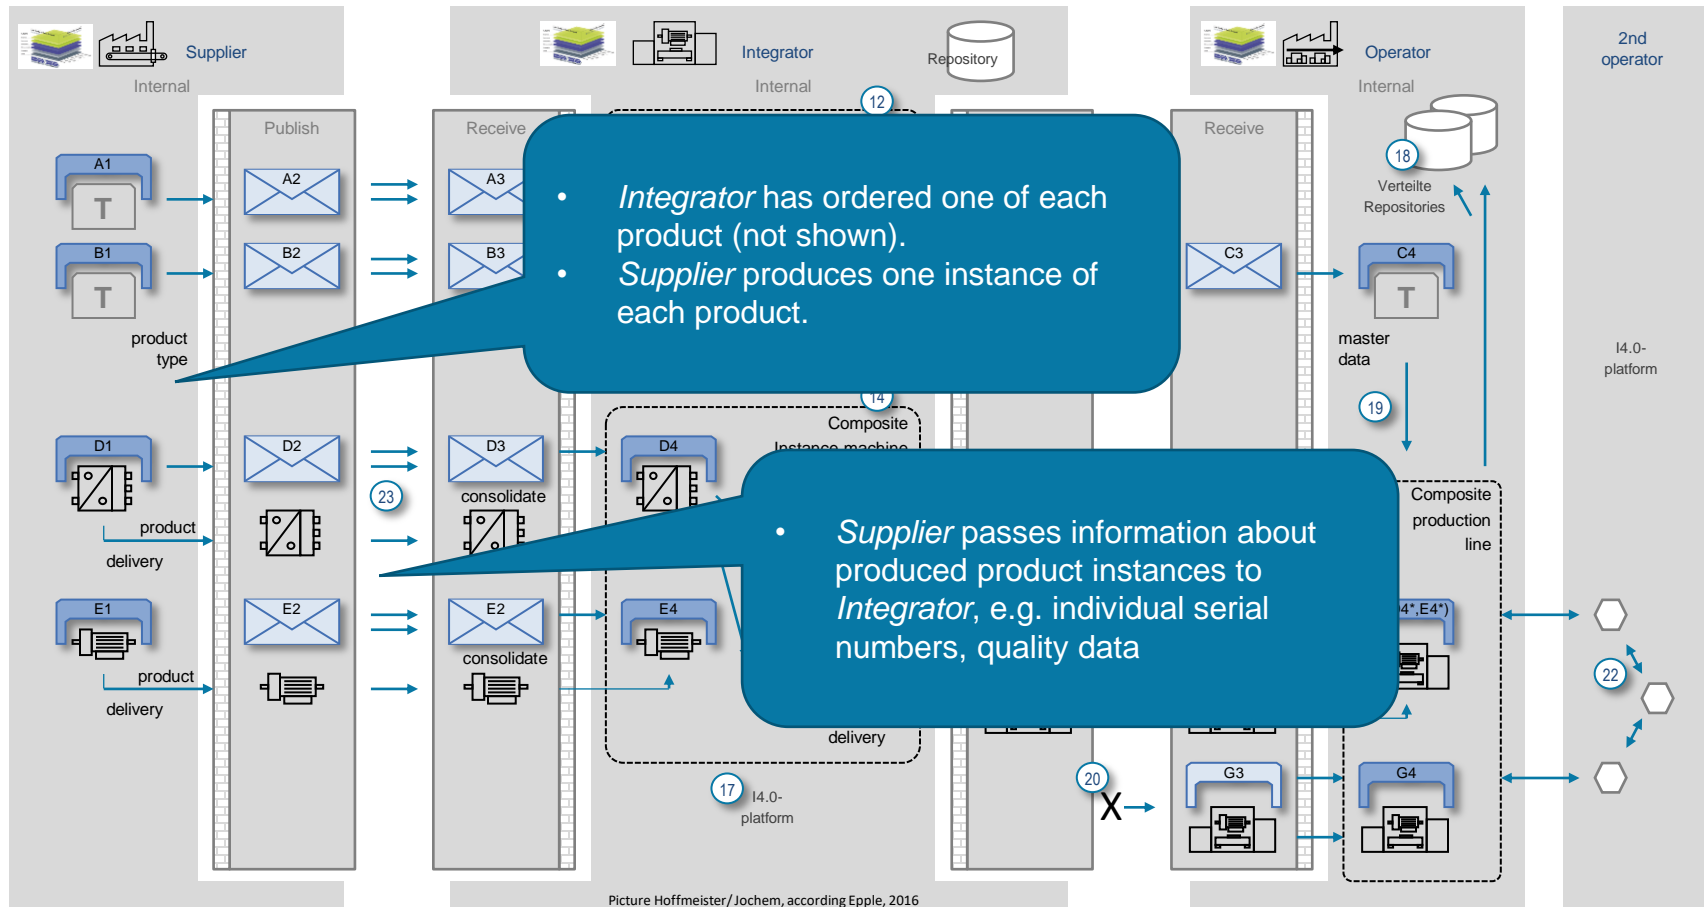 Supplier
Internal
Integrator
Internal
Repository
Operator
Internal
2nd
operator
Publish
Receive
Receive
12
18
Verteilte
Repositories
A1
T
A2
A3
B1
T
B2
B3
C3
C4
T
product
type
master
data
I4.0-
platform
• Integrator has ordered one of each
product (not shown).
• Supplier produces one instance of
each product.
14
19
Composite
Instance machine
D1
D2
D3
D4
23
consolidate
product
delivery
Composite
production
line
• Supplier passes information about
produced product instances to
Integrator, e.g. individual serial
numbers, quality data
E1
E2
E2
E4
4*,E4*)
consolidate
product
delivery
22
delivery
17
I4.0-
platform
20
X
G3
G4
Picture Hoffmeister/Jochem, according Epple, 2016